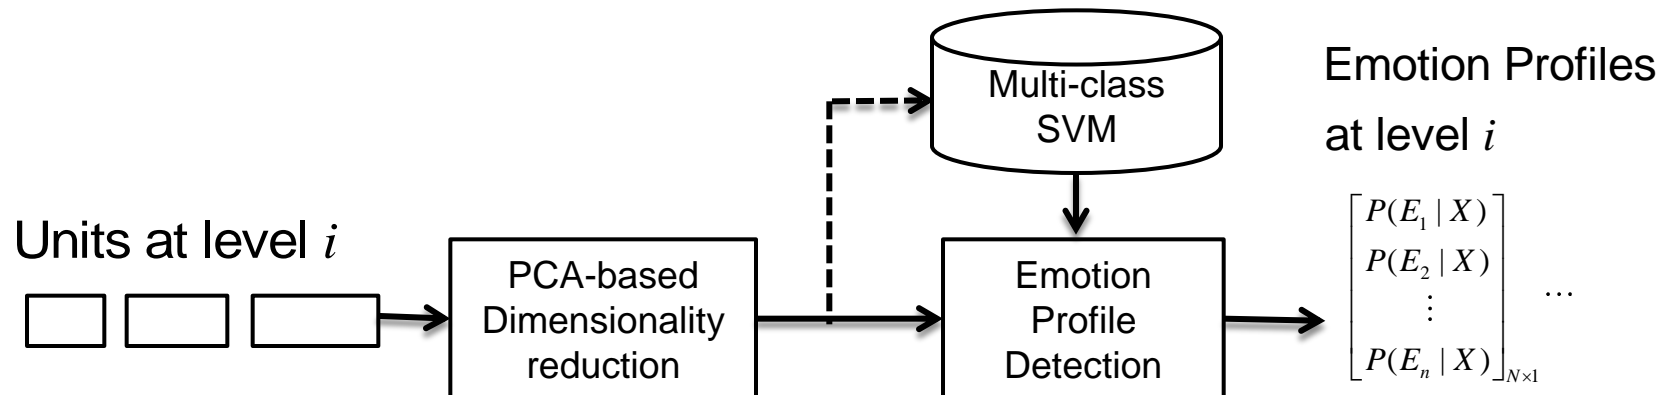 Units at level i
PCA-based
Dimensionality
reduction
Multi-class
SVM
Emotion
Profile
Detection
Emotion Profiles
at level i
P(E₁ | X)
P(E₂ | X)
⋮
P(Eₙ | X)
N×1
...